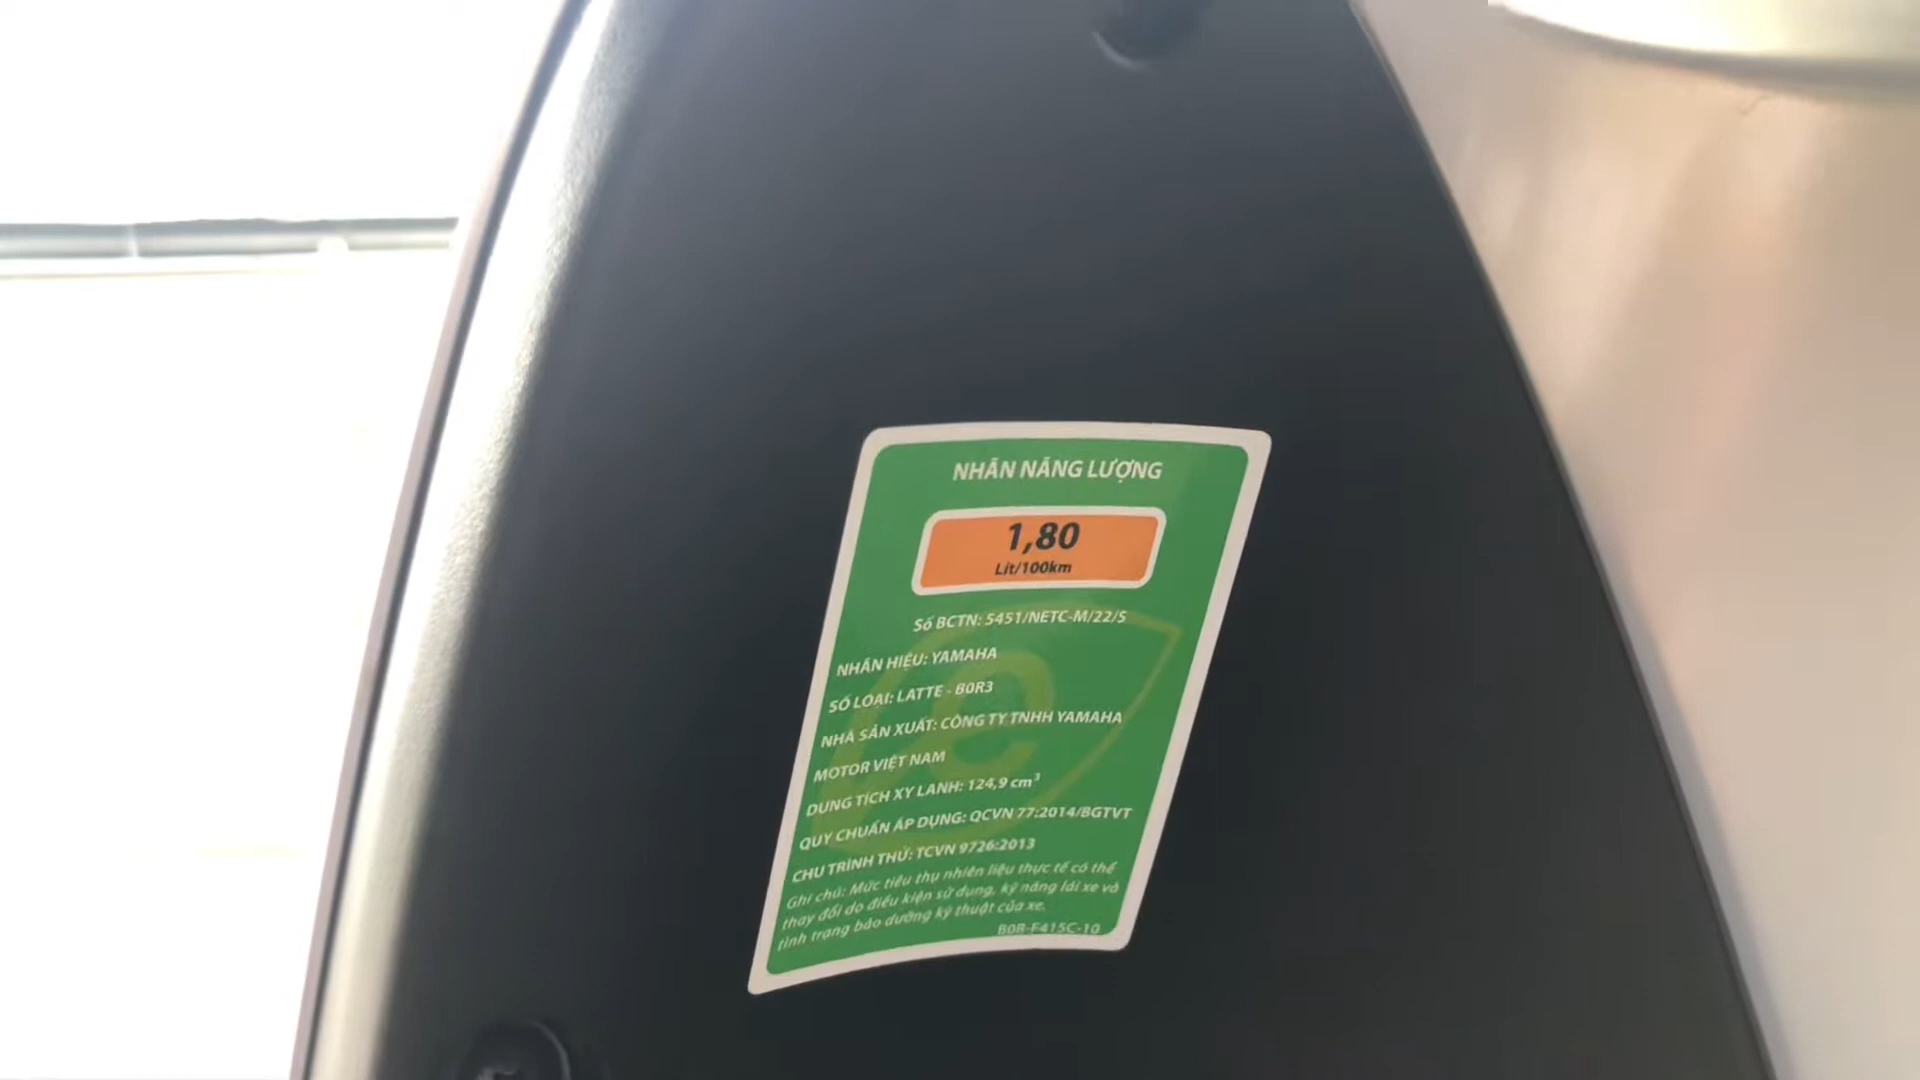 NHÃN NĂNG LƯỢNG
1,80
Lít/100km
Số BCTN: 5451/NETC-M/22/S
NHÃN HIỆU: YAMAHA
SỐ LOẠI: LATTE - B0R3
NHÀ SẢN XUẤT: CÔNG TY TNHH YAMAHA
MOTOR VIỆT NAM
DUNG TÍCH XY LANH: 124,9 cm³
QUY CHUẨN ÁP DỤNG: QCVN 77:2014/BGTVT
CHU TRÌNH THỬ: TCVN 9726:2013
Ghi chú: Mức tiêu thụ nhiên liệu thực tế có thể
thay đổi do điều kiện sử dụng, kỹ năng lái xe và
tình trạng bảo dưỡng kỹ thuật của xe.
B0R-F415C-10